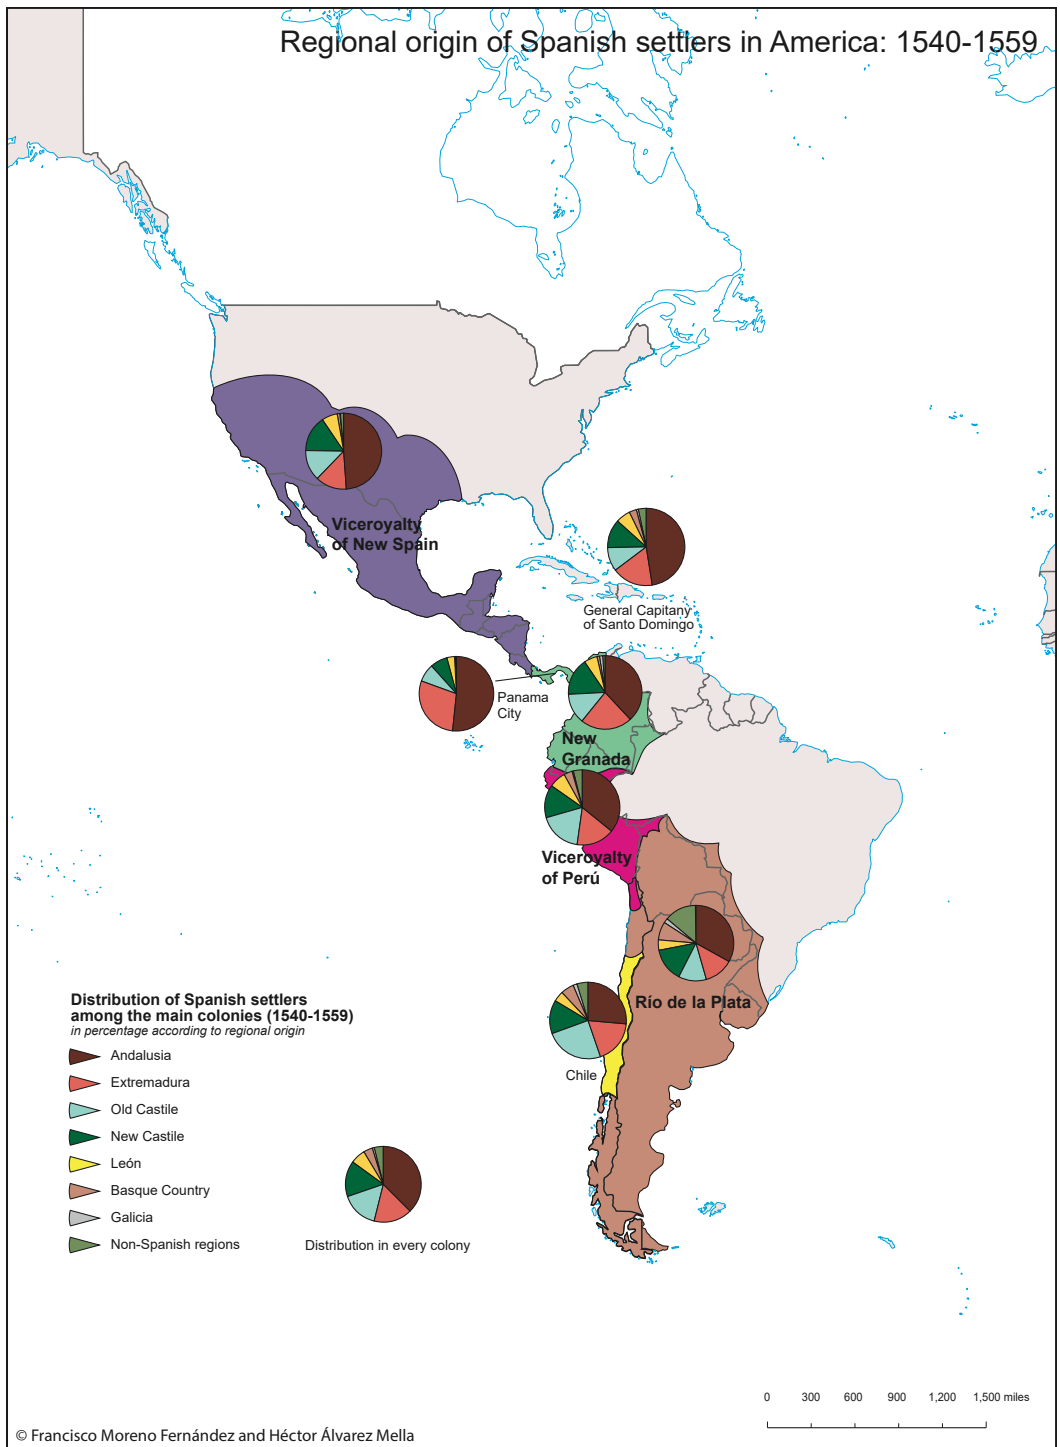 Regional origin of Spanish settlers in America: 1540-1559
Viceroyalty
of New Spain
General Capitany
of Santo Domingo
Panama
City
New
Granada
Viceroyalty
of Perú
Río de la Plata
Chile
Distribution of Spanish settlers
among the main colonies (1540-1559)
in percentage according to regional origin
Andalusia
Extremadura
Old Castile
New Castile
León
Basque Country
Galicia
Non-Spanish regions
Distribution in every colony
0 300 600 900 1,200 1,500 miles
© Francisco Moreno Fernández and Héctor Álvarez Mella